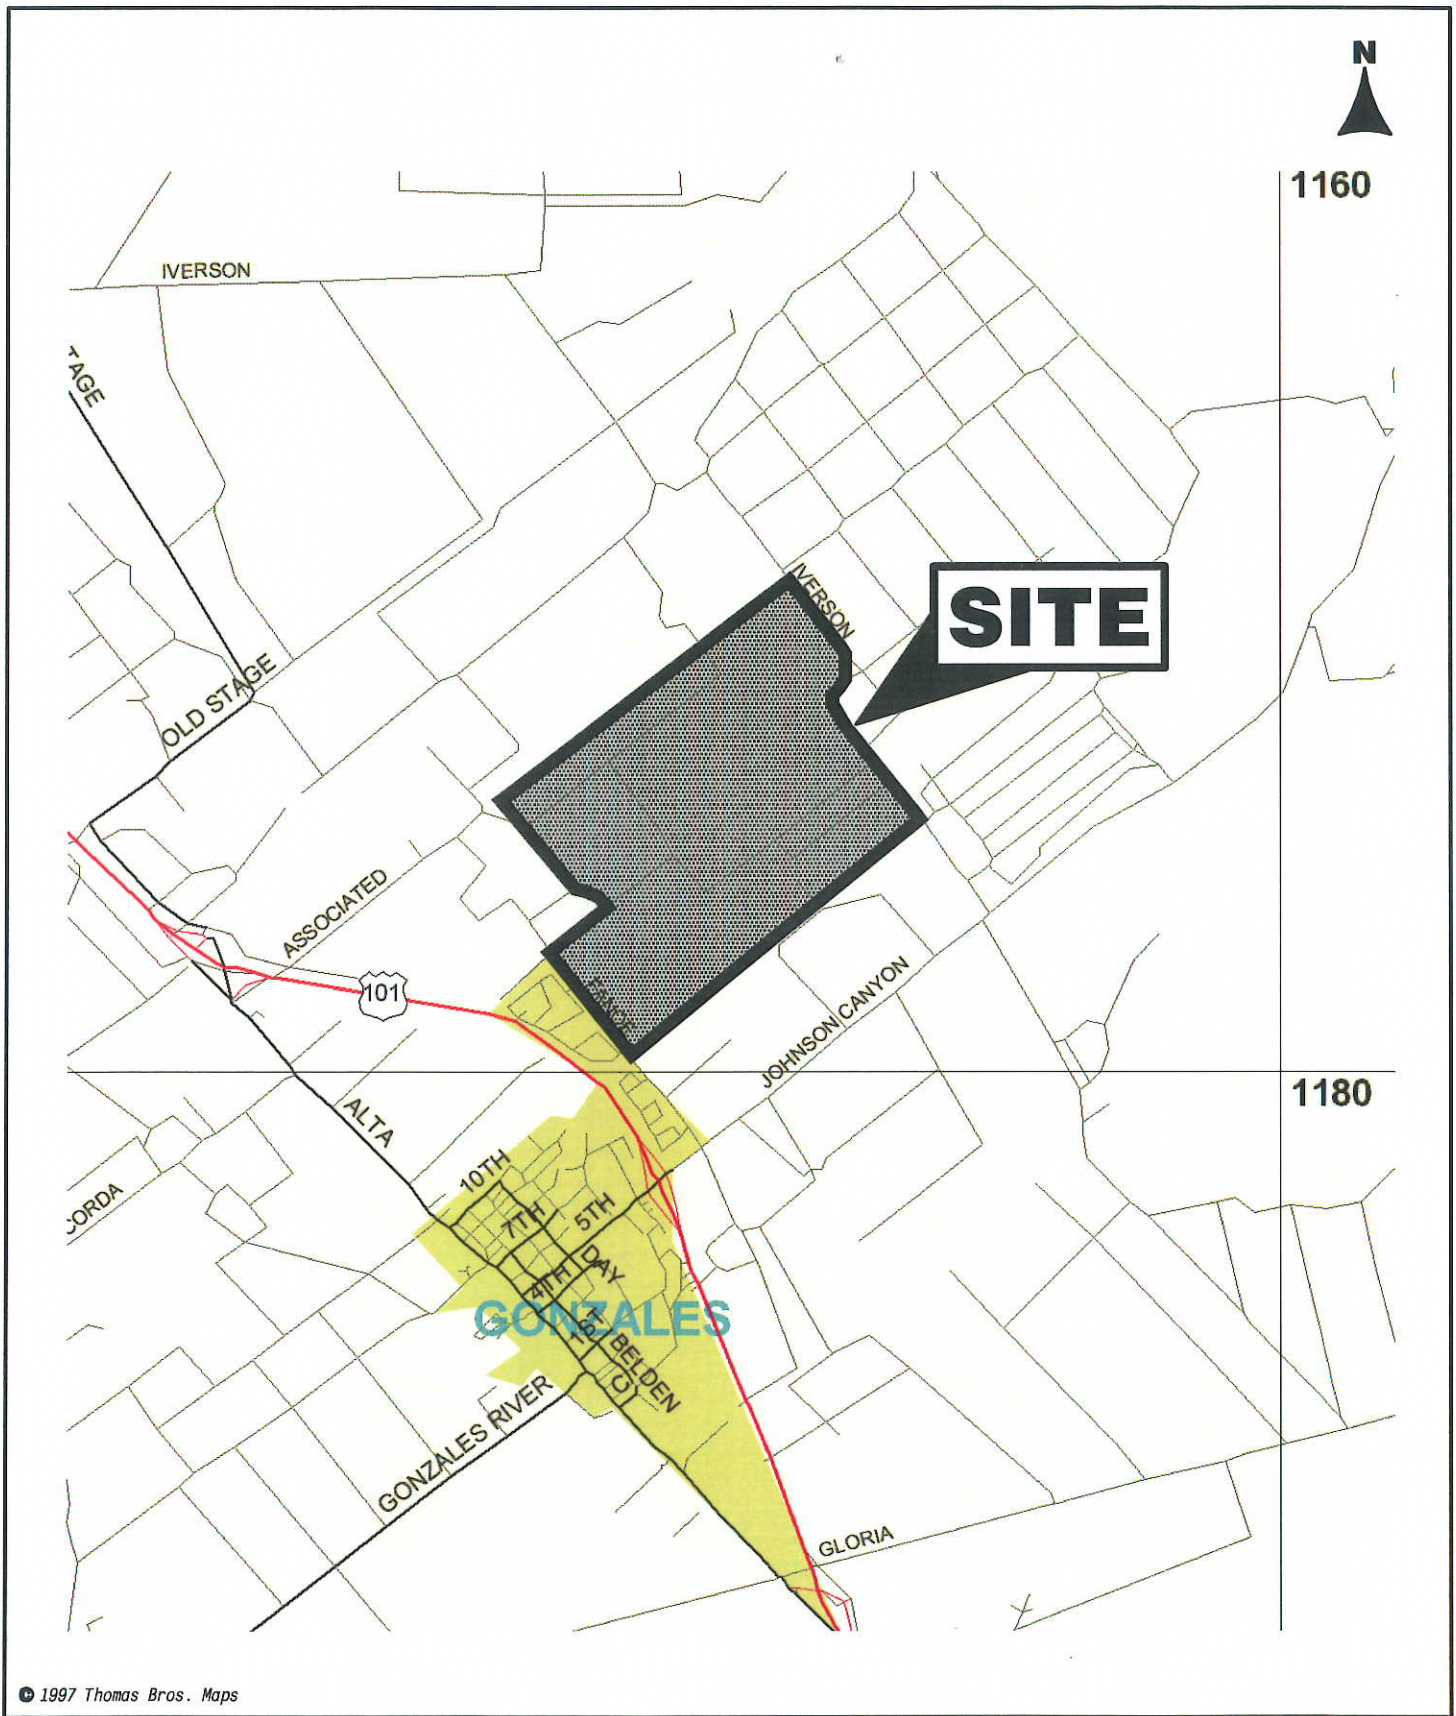 N
1160
IVERSON
TAGE
IVERSON
SITE
OLD STAGE
ASSOCIATED
101
JOHNSON CANYON
1180
ALTA
10TH
CORDA
7TH
5TH
DAY
4TH
GONZALES
1ST
BELDEN
C
GONZALES RIVER
GLORIA
© 1997 Thomas Bros. Maps